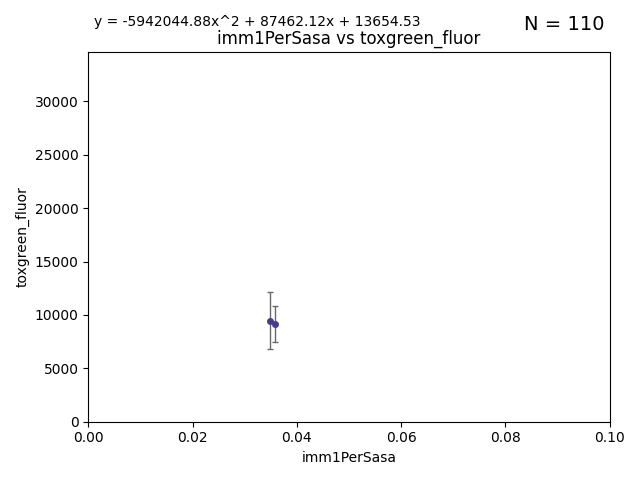 y = -5942044.88x^2 + 87462.12x + 13654.53
N = 110
imm1PerSasa vs toxgreen_fluor
30000
25000
20000
15000
10000
5000
0
toxgreen_fluor
0.00 0.02 0.04 0.06 0.08 0.10
imm1PerSasa